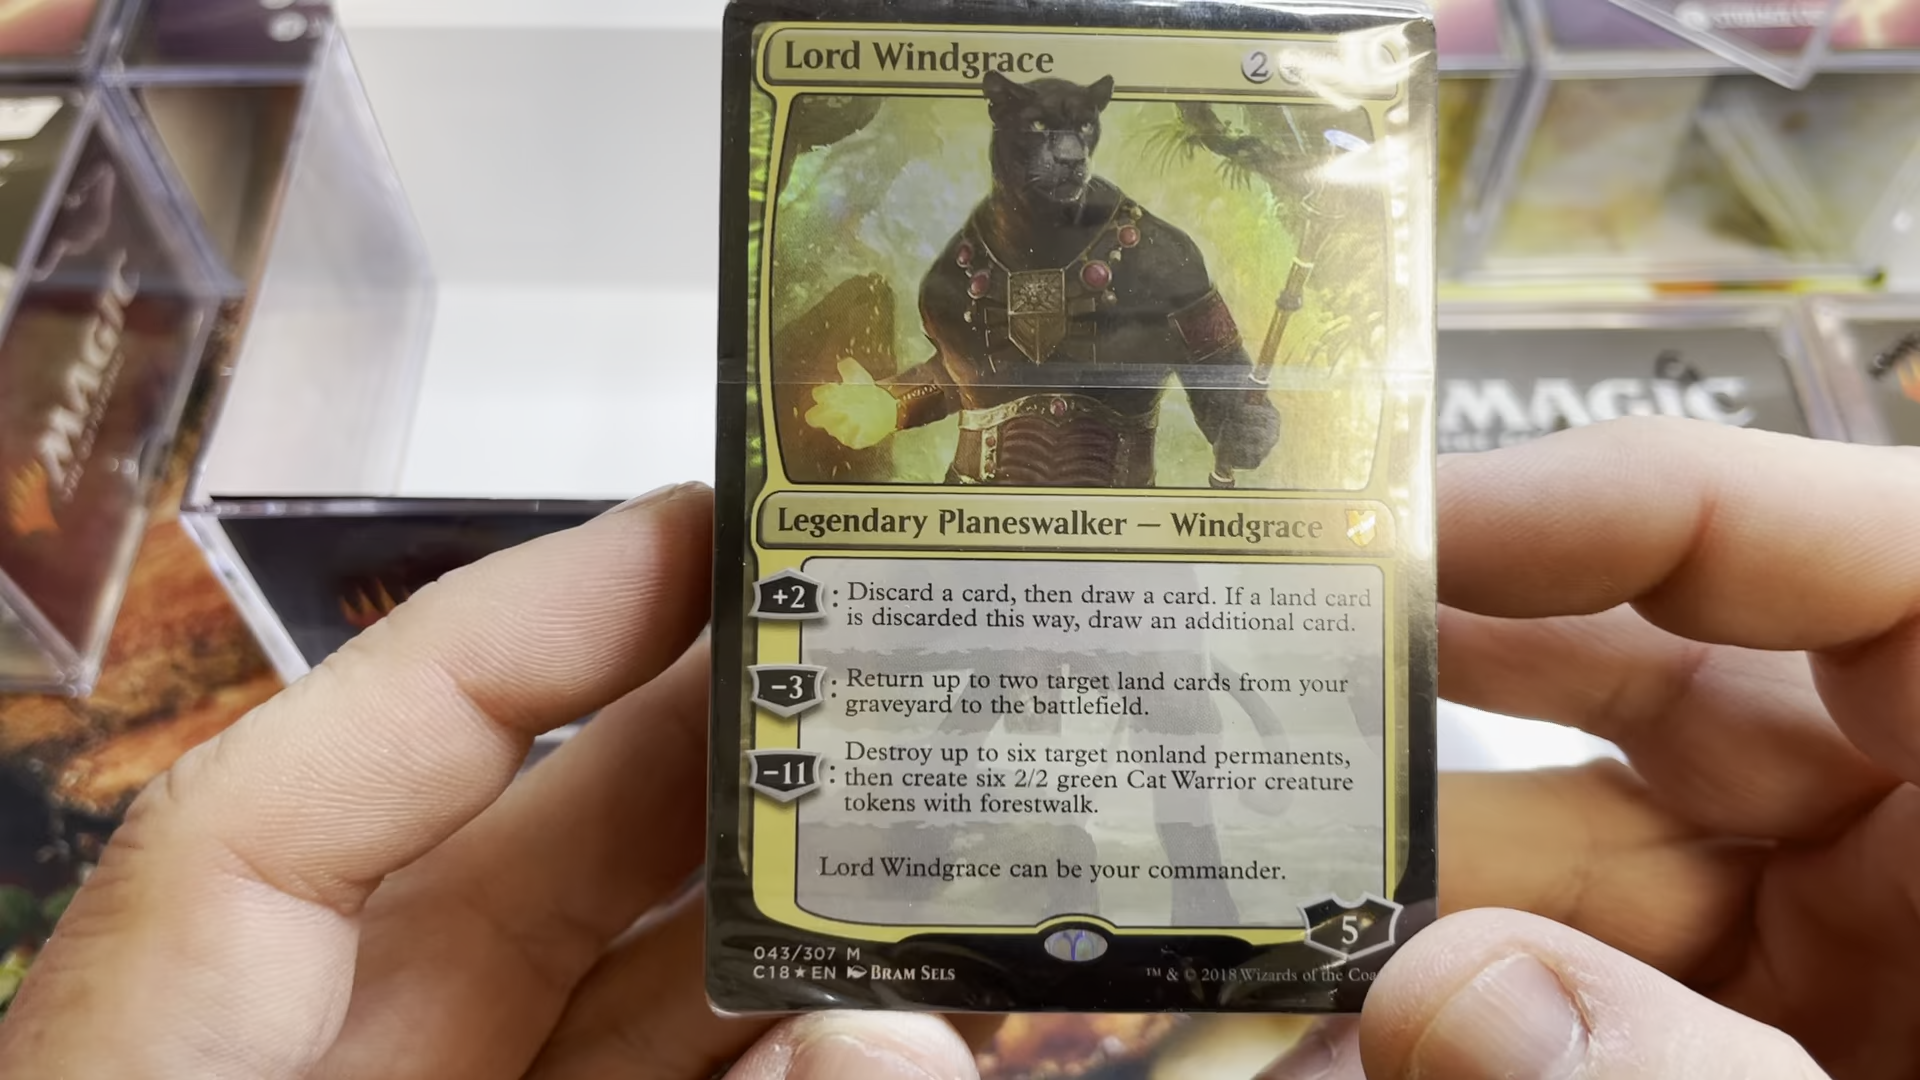 Lord Windgrace 2
Legendary Planeswalker — Windgrace
+2 : Discard a card, then draw a card. If a land card
is discarded this way, draw an additional card.
−3 : Return up to two target land cards from your
graveyard to the battlefield.
Destroy up to six target nonland permanents,
−11 : then create six 2/2 green Cat Warrior creature
tokens with forestwalk.
Lord Windgrace can be your commander.
5
043/307 M
C18★EN BRAM SELS
™ & © 2018 Wizards of the
MAGIC
MAGIC